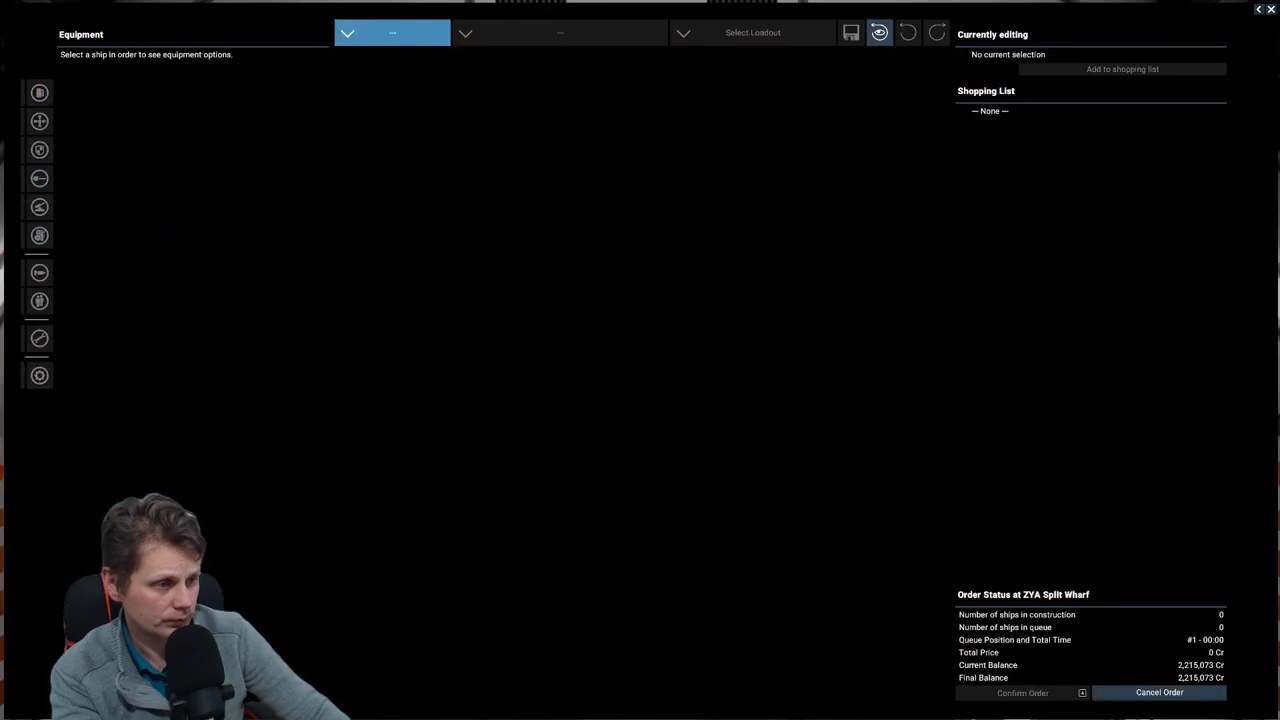 Equipment
Select a ship in order to see equipment options.
---
---
Select Loadout
Currently editing
No current selection
Add to shopping list
Shopping List
--- None ---
Order Status at ZYA Split Wharf
Number of ships in construction 0
Number of ships in queue 0
Queue Position and Total Time #1 - 00:00
Total Price 0 Cr
Current Balance 2,215,073 Cr
Final Balance 2,215,073 Cr
Confirm Order
Cancel Order